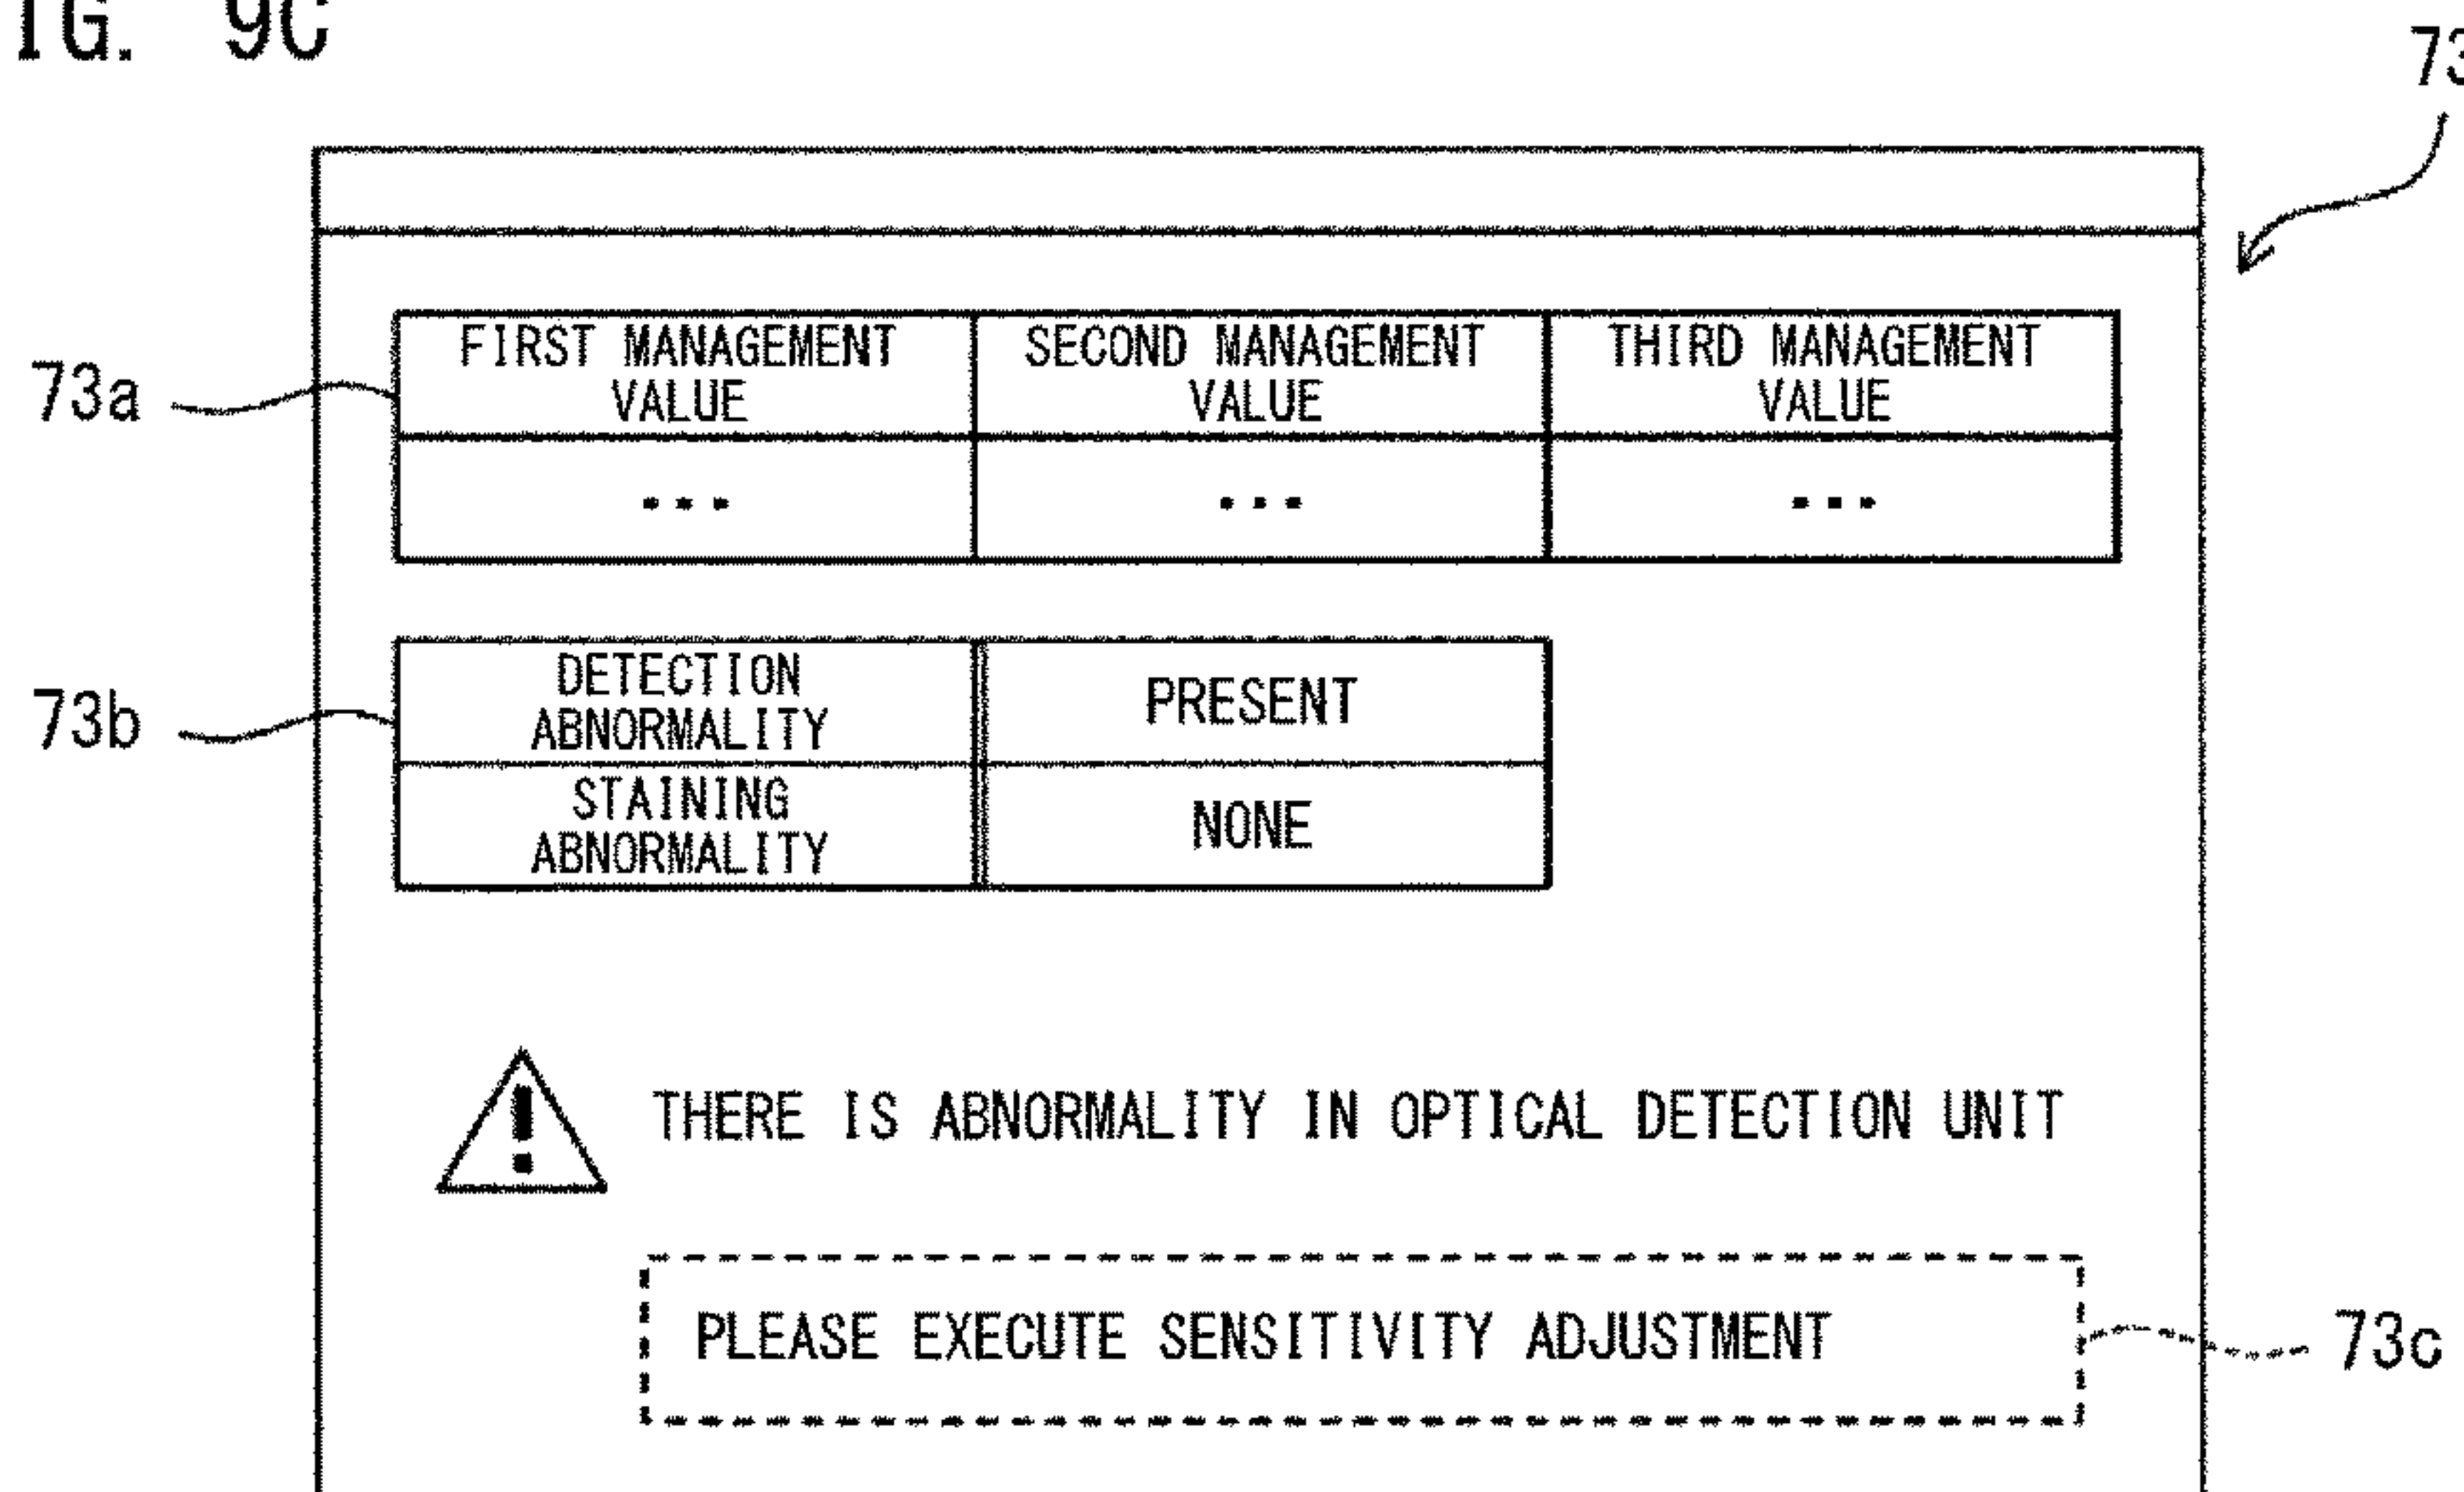 IG. 9C
73
73a
FIRST MANAGEMENT
VALUE
SECOND MANAGEMENT
VALUE
THIRD MANAGEMENT
VALUE
...
...
...
73b
DETECTION
ABNORMALITY
PRESENT
STAINING
ABNORMALITY
NONE
THERE IS ABNORMALITY IN OPTICAL DETECTION UNIT
PLEASE EXECUTE SENSITIVITY ADJUSTMENT
73c